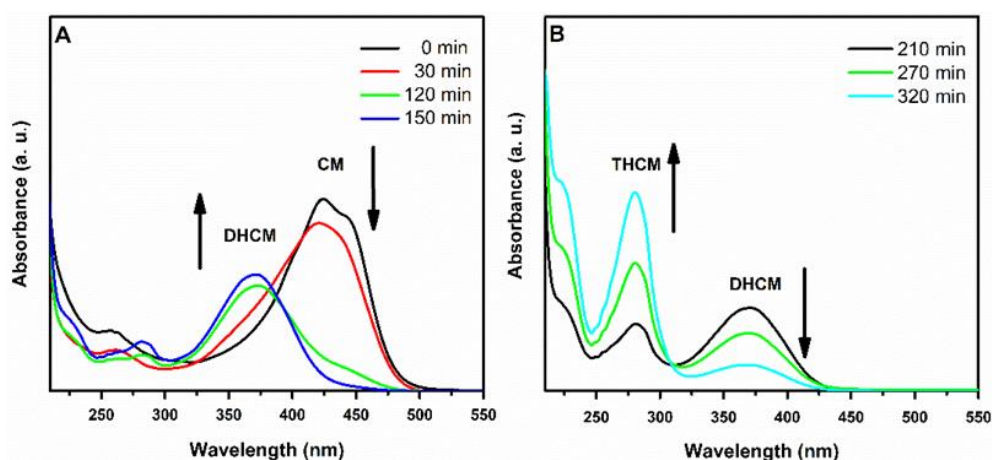 A
0 min
30 min
120 min
150 min
CM
DHCM
Absorbance (a. u.)
250 300 350 400 450 500 550
Wavelength (nm)
B
210 min
270 min
320 min
THCM
DHCM
Absorbance (a. u.)
250 300 350 400 450 500 550
Wavelength (nm)